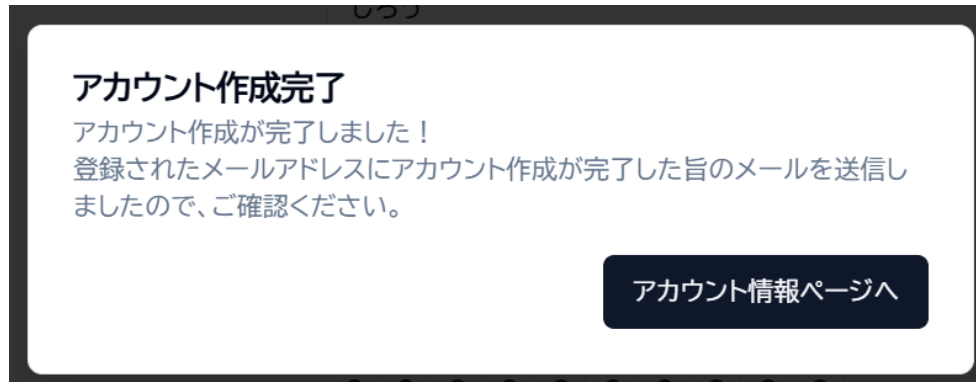 しろう
アカウント作成完了
アカウント作成が完了しました！
登録されたメールアドレスにアカウント作成が完了した旨のメールを送信し
ましたので、ご確認ください。
アカウント情報ページへ